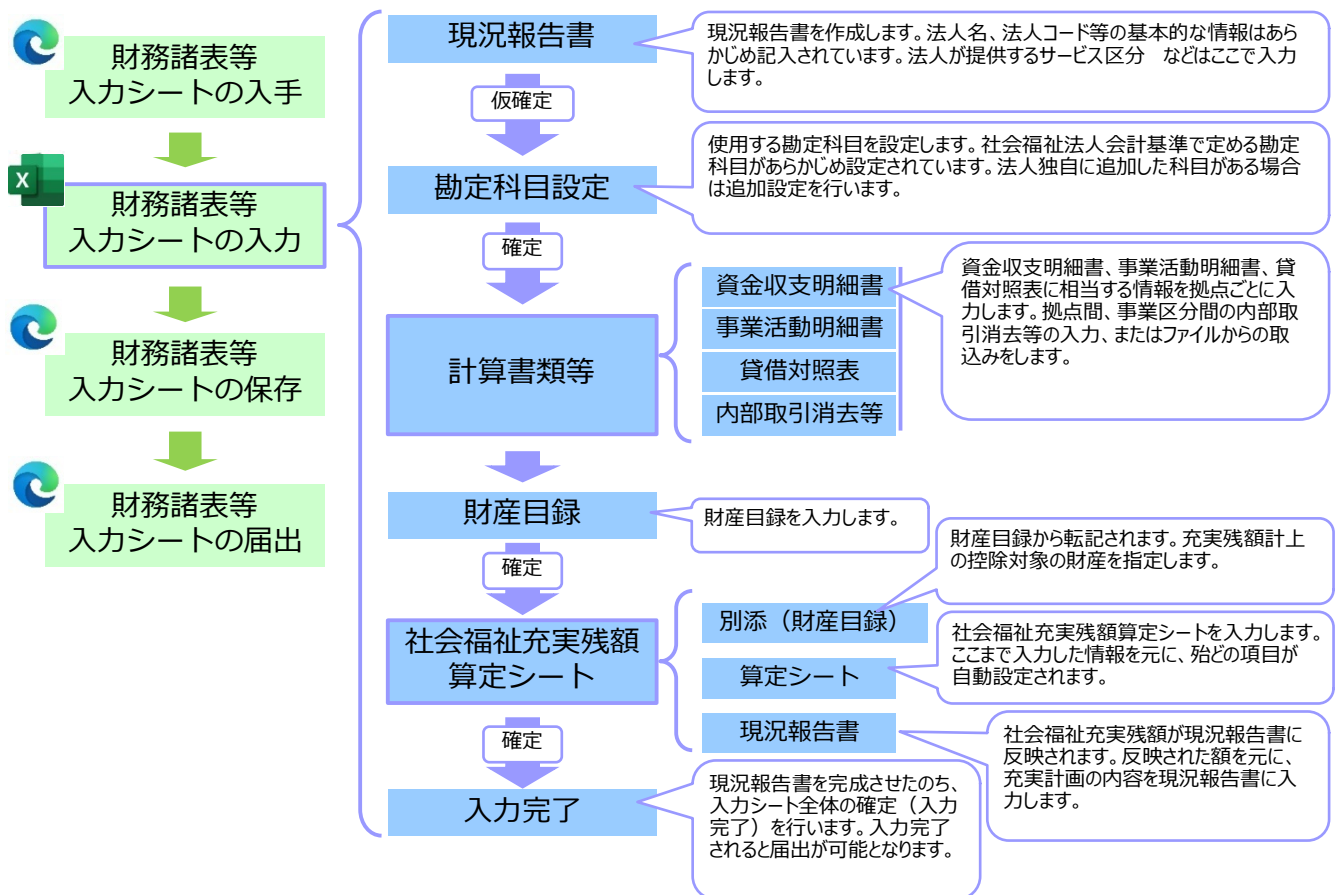 財務諸表等
入力シートの入手
財務諸表等
入力シートの入力
財務諸表等
入力シートの保存
財務諸表等
入力シートの届出
X
現況報告書
現況報告書を作成します。法人名、法人コード等の基本的な情報はあら
かじめ記入されています。法人が提供するサービス区分　などはここで入力
します。
仮確定
勘定科目設定
使用する勘定科目を設定します。社会福祉法人会計基準で定める勘定
科目があらかじめ設定されています。法人独自に追加した科目がある場合
は追加設定を行います。
確定
計算書類等
資金収支明細書
事業活動明細書
貸借対照表
内部取引消去等
資金収支明細書、事業活動明細書、貸
借対照表に相当する情報を拠点ごとに入
力します。拠点間、事業区分間の内部取
引消去等の入力、またはファイルからの取
込みをします。
財産目録
財産目録を入力します。
確定
社会福祉充実残額
算定シート
別添（財産目録）
財産目録から転記されます。充実残額計上
の控除対象の財産を指定します。
算定シート
社会福祉充実残額算定シートを入力します。
ここまで入力した情報を元に、殆どの項目が
自動設定されます。
現況報告書
社会福祉充実残額が現況報告書に
反映されます。反映された額を元に、
充実計画の内容を現況報告書に入
力します。
確定
入力完了
現況報告書を完成させたのち、
入力シート全体の確定（入力
完了）を行います。入力完了
されると届出が可能となります。